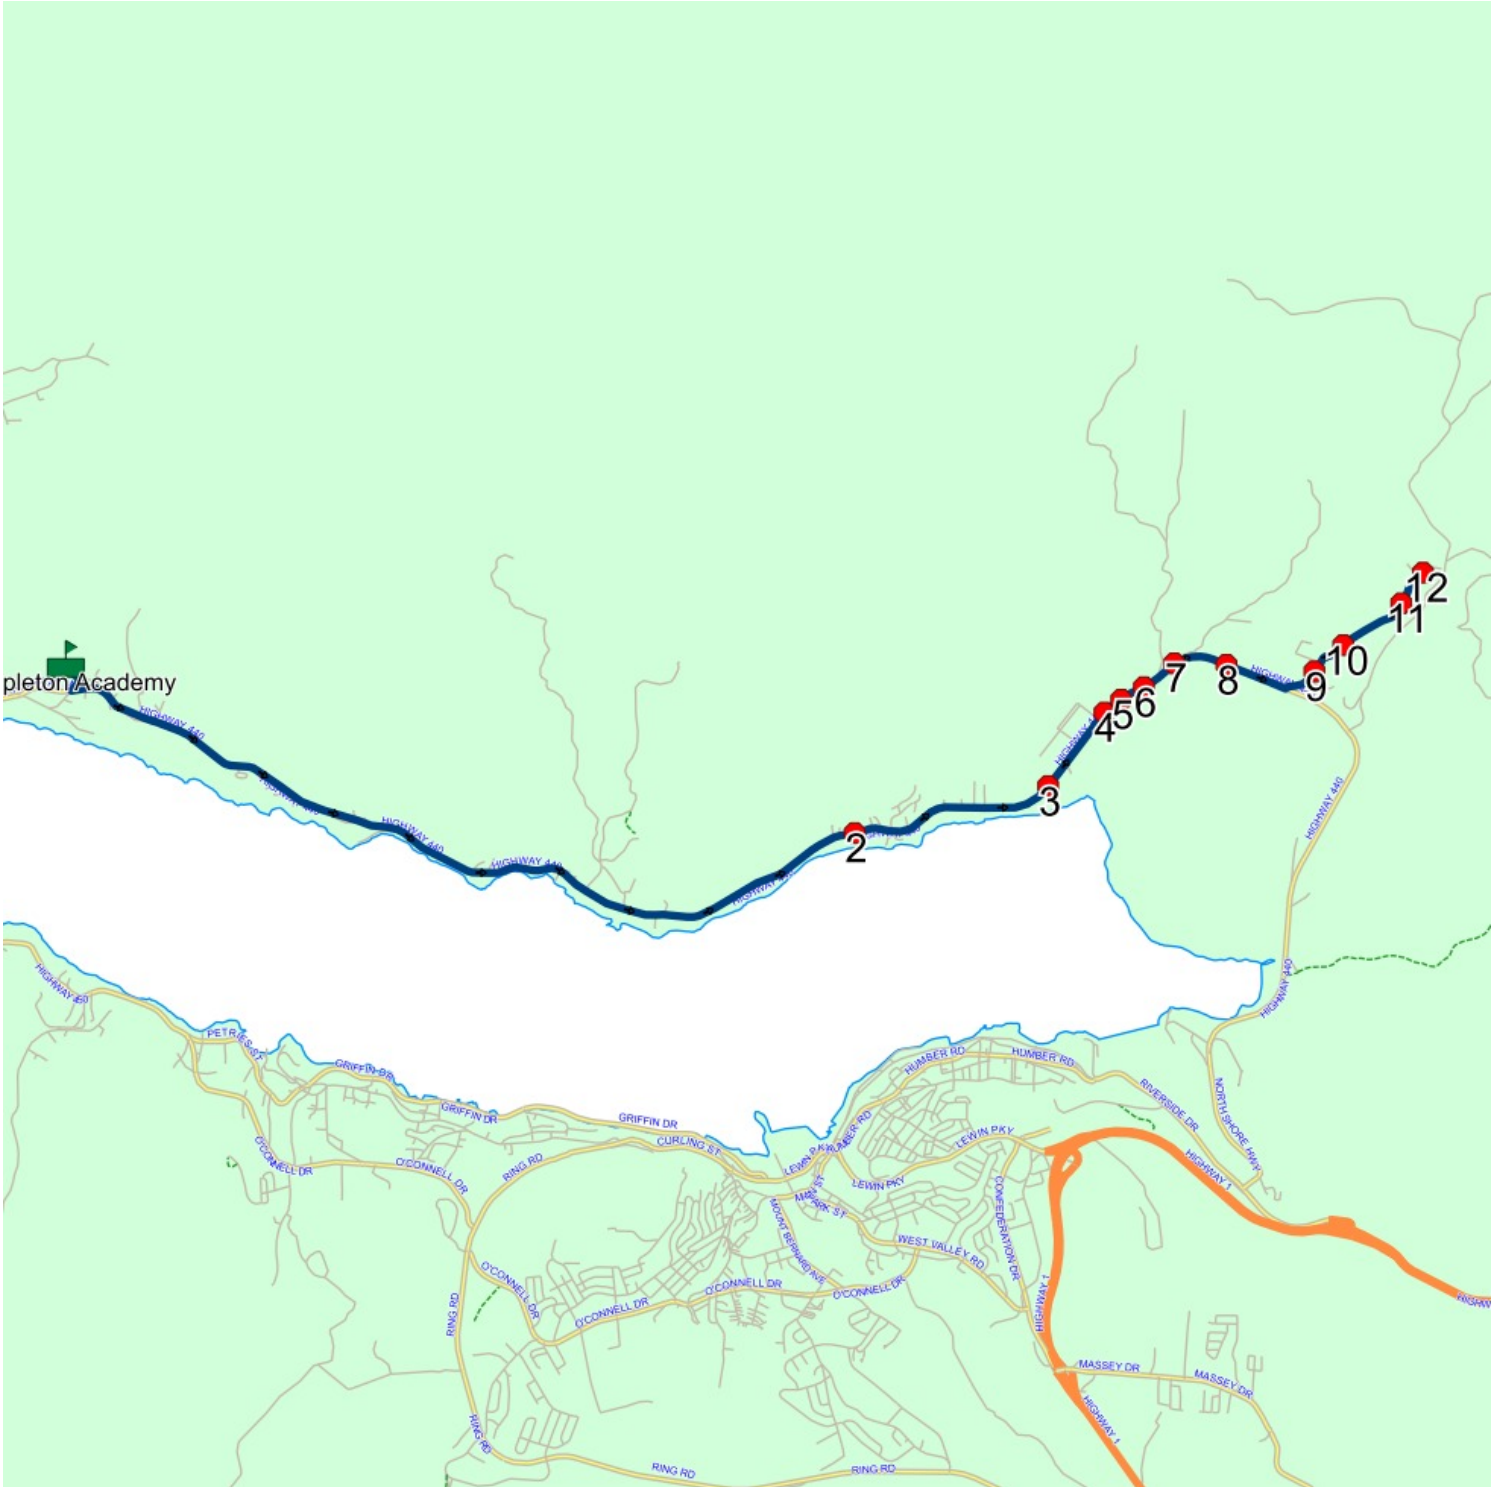 12
11
10
9
8
7
6
5
4
3
2
pleton Academy
HIGHWAY 440
HIGHWAY 440
HIGHWAY 440
HIGHWAY 440
HIGHWAY 440
HIGHWAY 460
PETRIES ST
GRIFFIN DR
GRIFFIN DR
GRIFFIN DR
CURLING ST
HUMBER RD
HUMBER RD
HUMBER RD
RIVERSIDE DR
NORTH SHORE HWY
HIGHWAY 1
LEWIN PKY
LEWIN PKY
LEWIN PKY
MAIN ST
PARK ST
O'CONNELL DR
O'CONNELL DR
RING RD
MOUNT BERNARD AVE
CONFEDERATION DR
WEST VALLEY RD
O'CONNELL DR
O'CONNELL DR
O'CONNELL DR
O'CONNELL DR
RING RD
HIGHWAY 1
MASSEY DR
MASSEY DR
HIGHWAY 1
RING RD
RING RD
RING RD